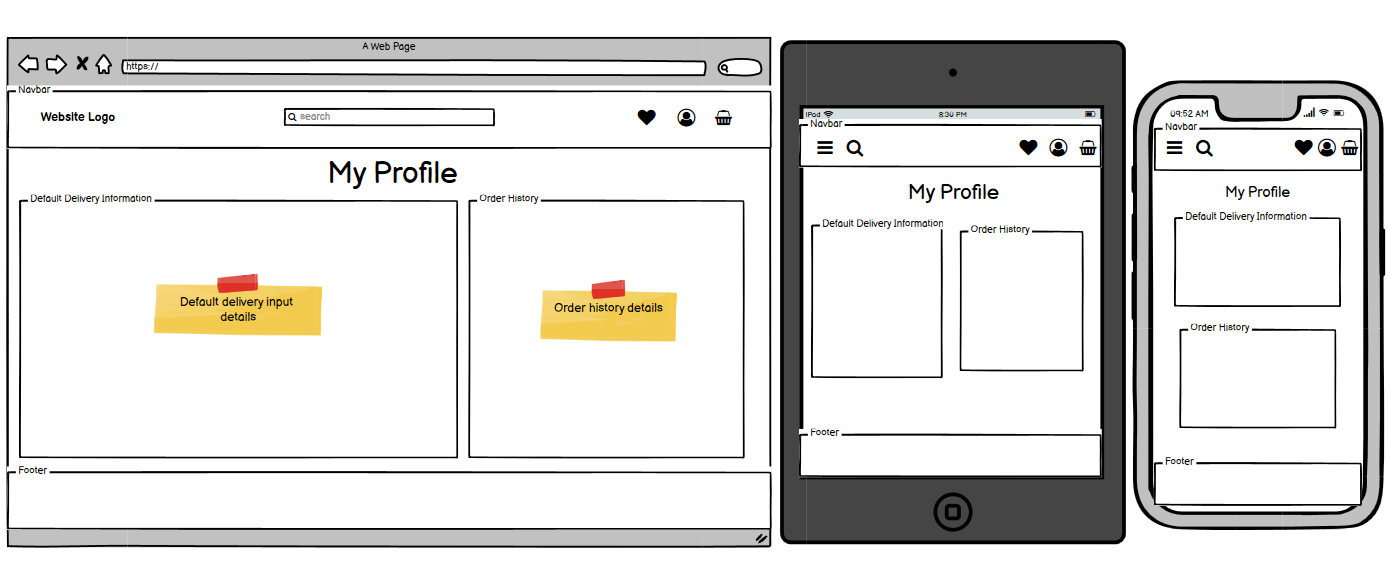 A Web Page
https://
Navbar
Website Logo
search
My Profile
Default Delivery Information
Default delivery input
details
Order History
Order history details
Footer
iPad
8:30 PM
Navbar
My Profile
Default Delivery Information
Order History
Footer
09:52 AM
Navbar
My Profile
Default Delivery Information
Order History
Footer